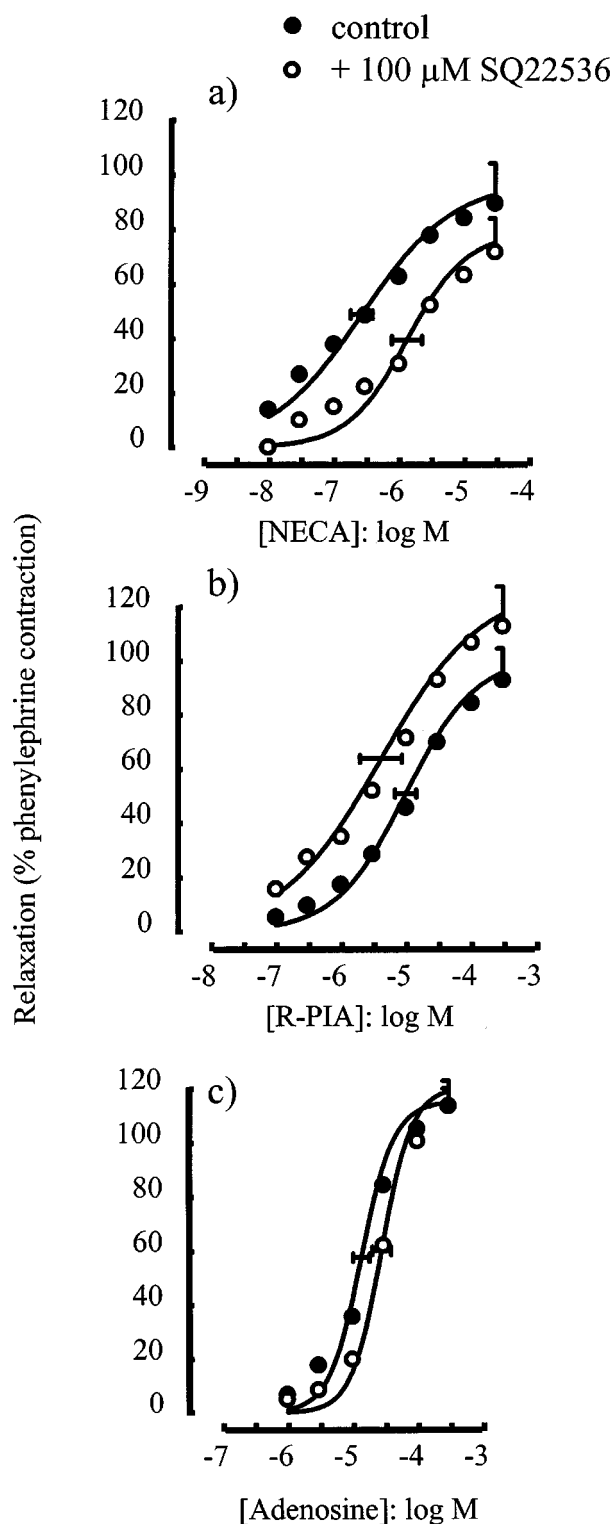 control
+ 100 µM SQ22536
a)
120
100
80
60
40
20
0
-9 -8 -7 -6 -5 -4
[NECA]: log M
Relaxation (% phenylephrine contraction)
b)
120
100
80
60
40
20
0
-8 -7 -6 -5 -4 -3
[R-PIA]: log M
c)
120
100
80
60
40
20
0
-7 -6 -5 -4 -3
[Adenosine]: log M